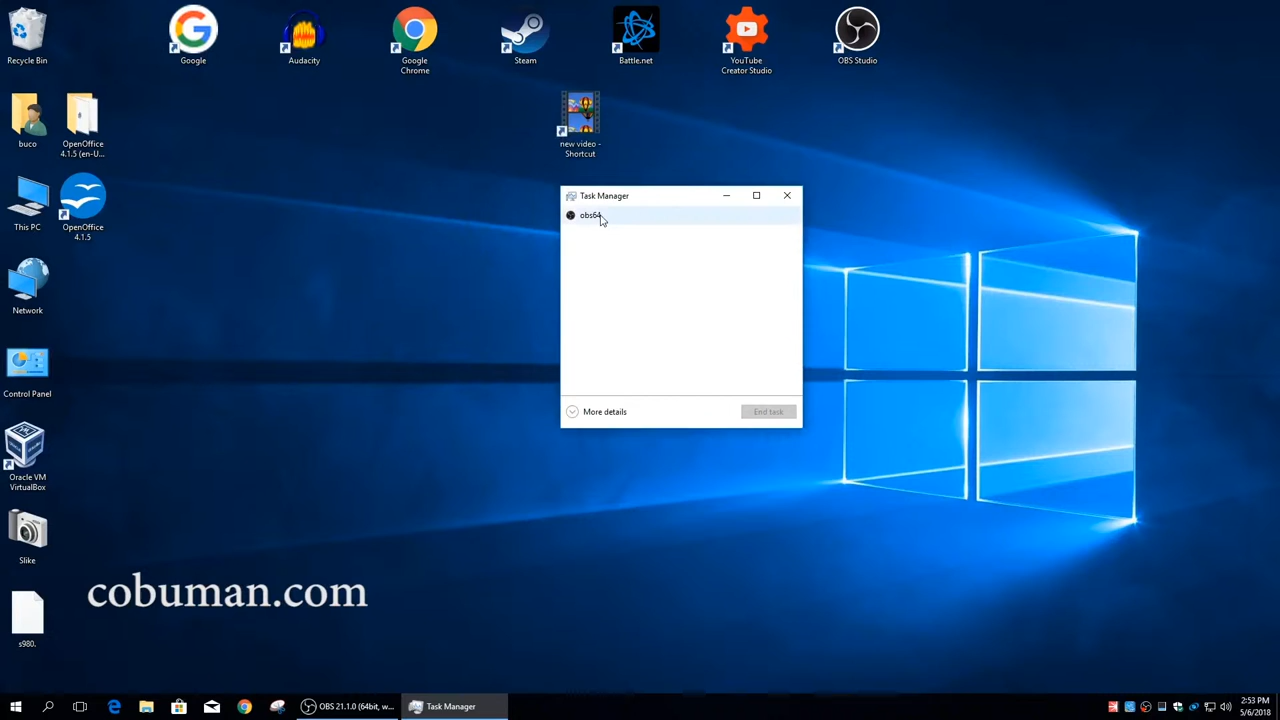 Recycle Bin
Google
Audacity
Google
Chrome
Steam
Battle.net
YouTube
Creator Studio
OBS Studio
buco
OpenOffice
4.1.5 (en-U...
new video -
Shortcut
This PC
OpenOffice
4.1.5
Task Manager
obs64
Network
Control Panel
More details
End task
Oracle VM
VirtualBox
Slike
cobuman.com
s980.
OBS 21.1.0 (64bit, w...
Task Manager
2:53 PM
5/6/2018